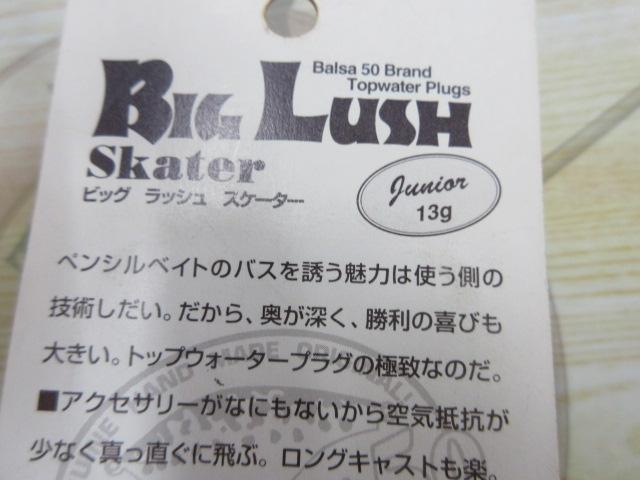 Balsa 50 Brand
Topwater Plugs
BIG LUSH
Skater
ビッグ ラッシュ スケーター
Junior
13g
ペンシルベイトのバスを誘う魅力は使う側の
技術しだい。だから、奥が深く、勝利の喜びも
大きい。トップウォータープラグの極致なのだ。
■アクセサリーがなにもないから空気抵抗が
少なく真っ直ぐに飛ぶ。ロングキャストも楽。
HAND MADE ORIGINALI